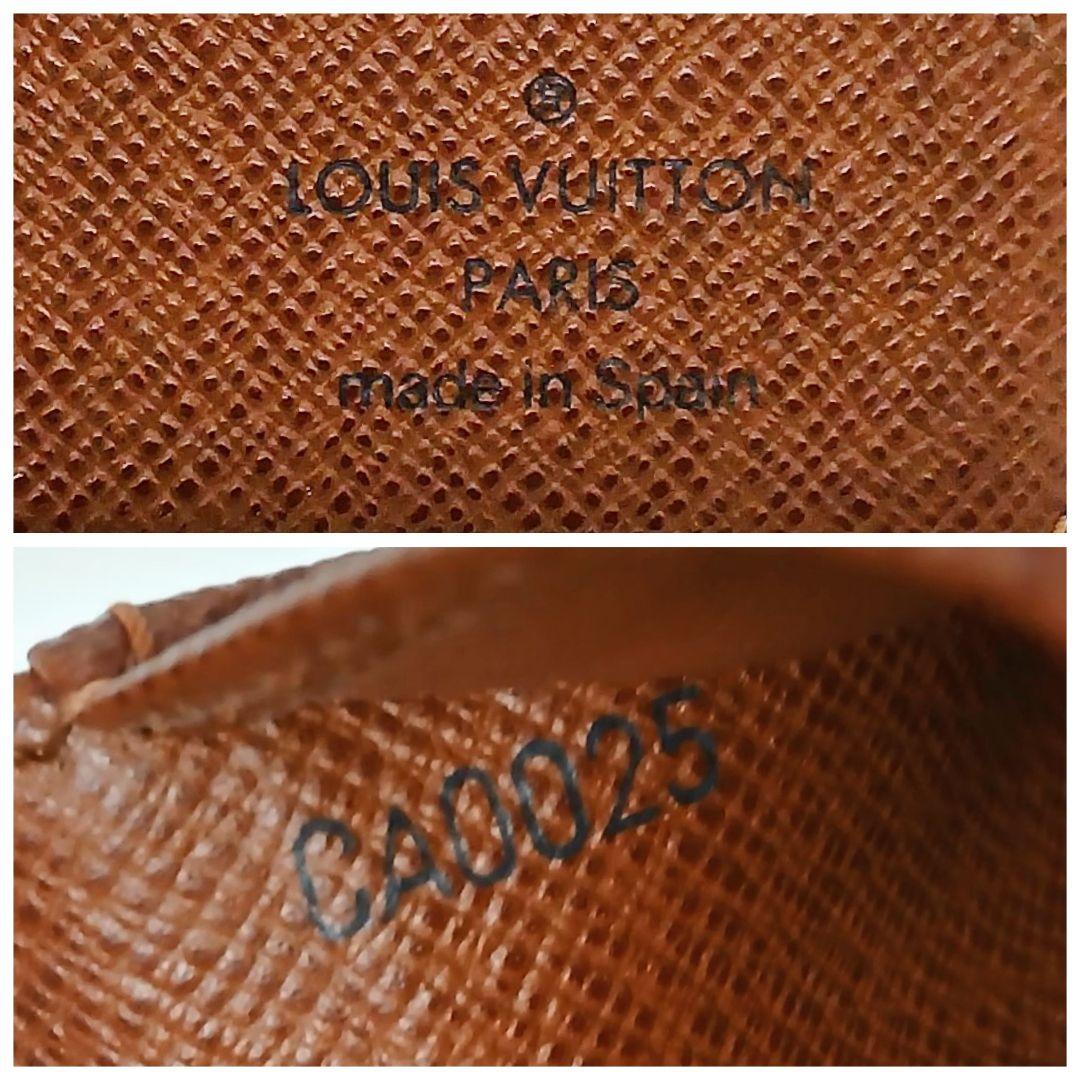 ®
LOUIS VUITTON
PARIS
made in Spain
CA0025